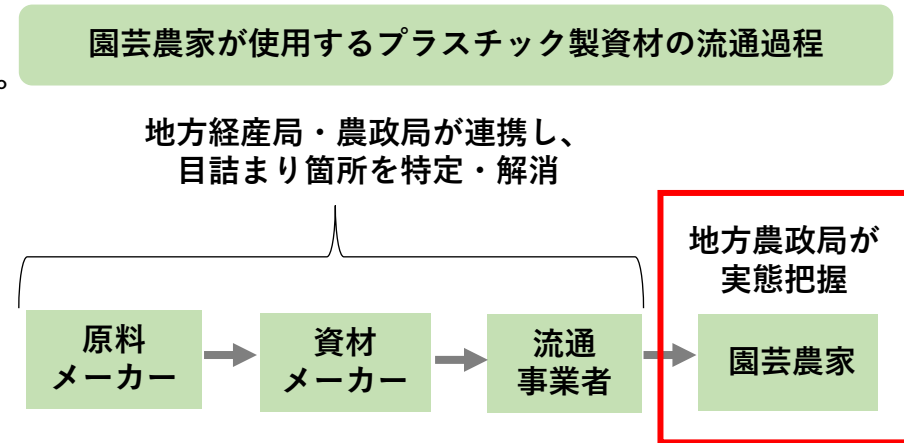 園芸農家が使用するプラスチック製資材の流通過程
。
地方経産局・農政局が連携し、
目詰まり箇所を特定・解消
地方農政局が
実態把握
原料
メーカー
資材
メーカー
流通
事業者
園芸農家